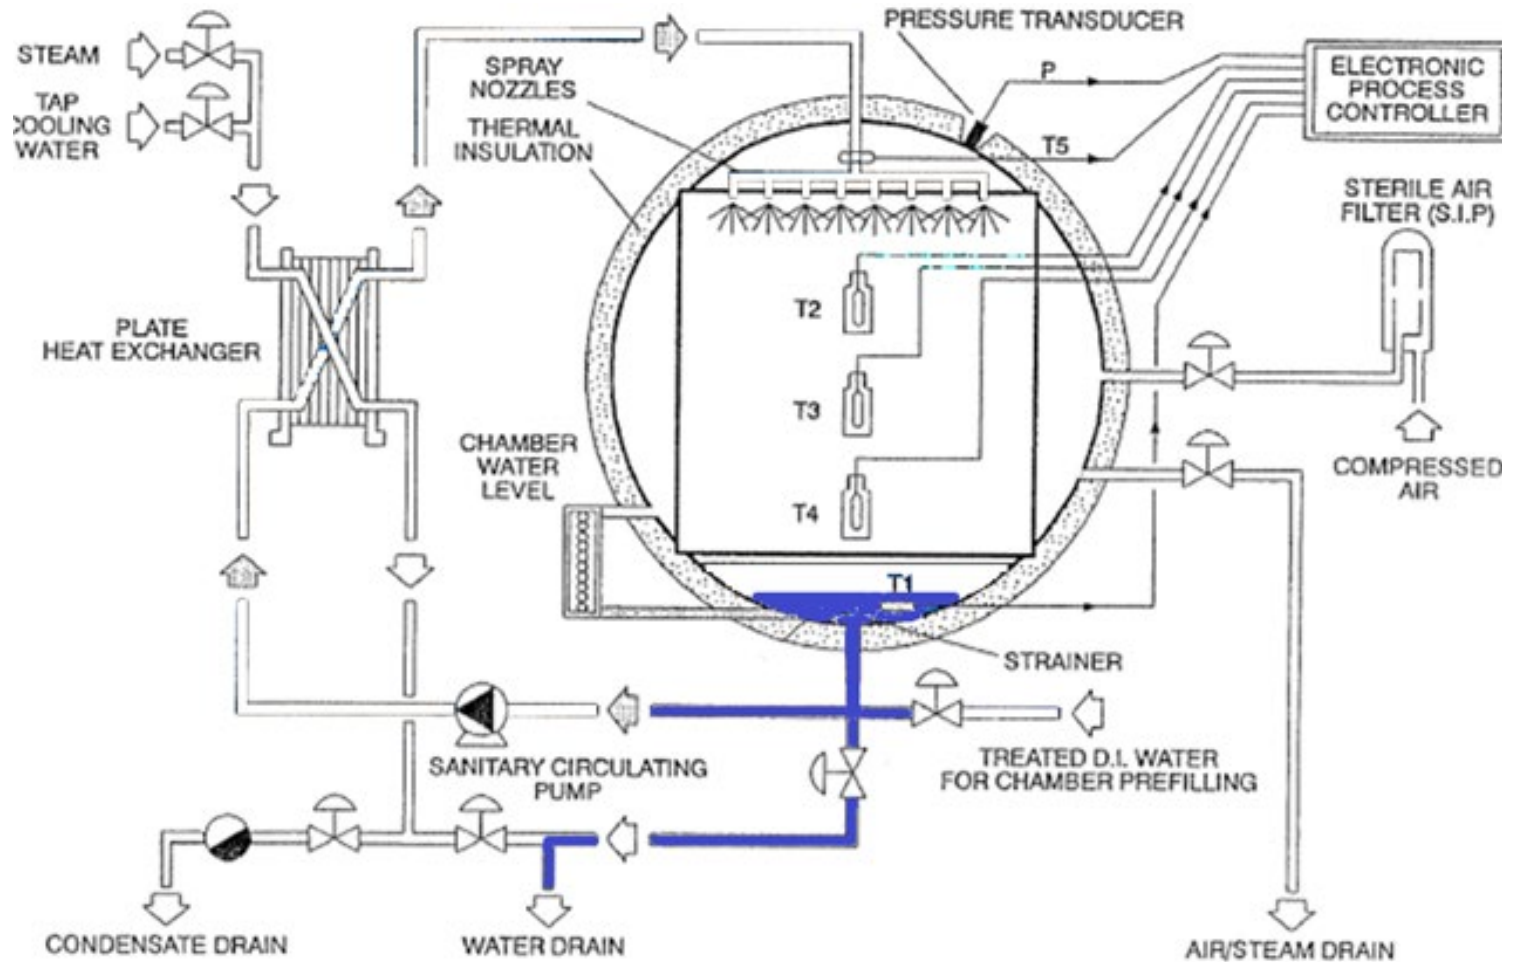 STEAM
TAP
COOLING
WATER
SPRAY
NOZZLES
THERMAL
INSULATION
PRESSURE TRANSDUCER
P
T5
ELECTRONIC
PROCESS
CONTROLLER
STERILE AIR
FILTER (S.I.P)
PLATE
HEAT EXCHANGER
T2
T3
T4
CHAMBER
WATER
LEVEL
COMPRESSED
AIR
T1
STRAINER
SANITARY CIRCULATING
PUMP
TREATED D.I. WATER
FOR CHAMBER PREFILLING
CONDENSATE DRAIN
WATER DRAIN
AIR/STEAM DRAIN